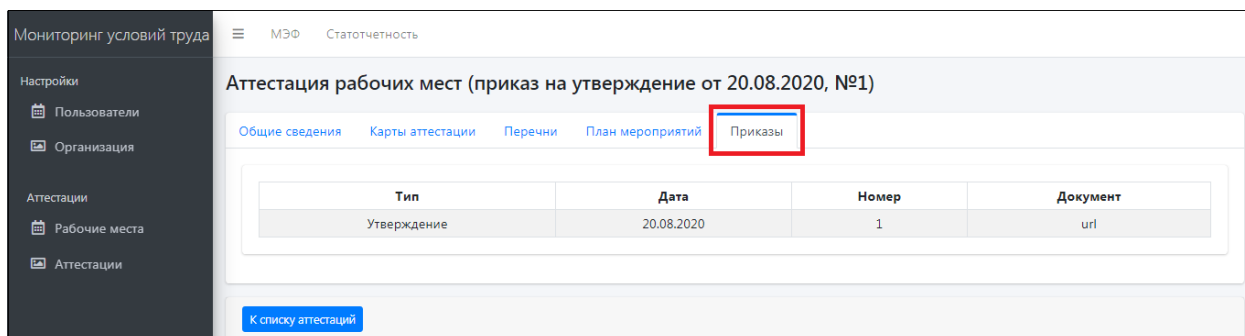 Мониторинг условий труда
МЭФ Статотчетность
Настройки
Пользователи
Организация
Аттестации
Рабочие места
Аттестации
Аттестация рабочих мест (приказ на утверждение от 20.08.2020, №1)
Общие сведения Карты аттестации Перечни План мероприятий Приказы
Тип Дата Номер Документ
Утверждение 20.08.2020 1 url
К списку аттестаций